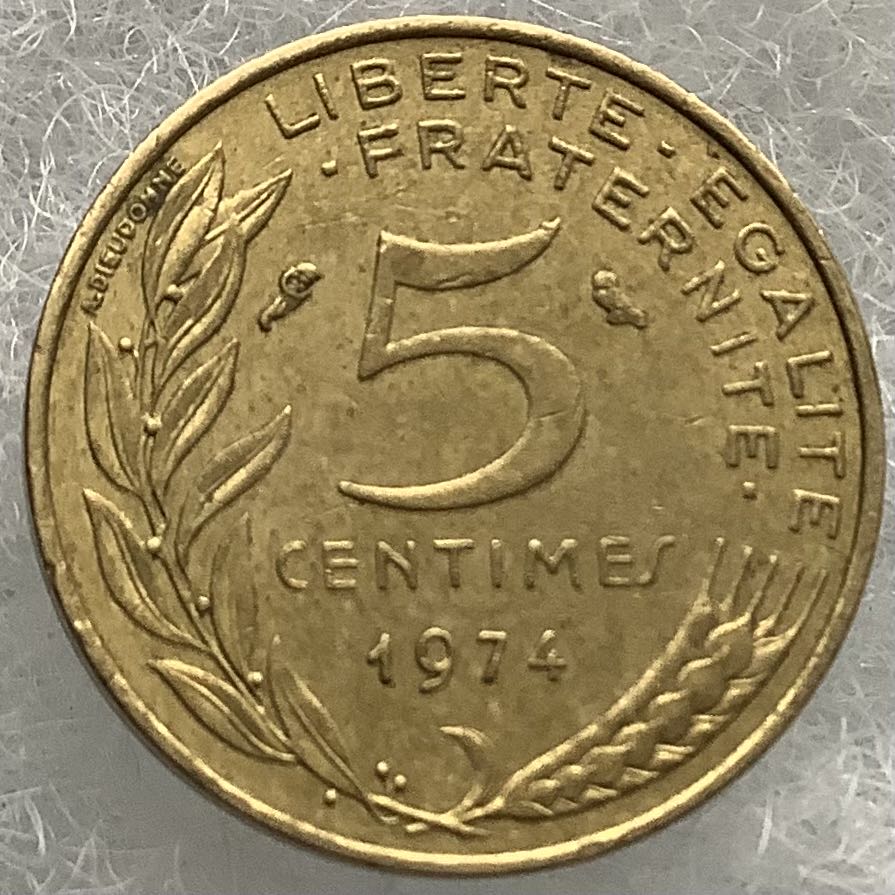 LIBERTE · EGALITE
· FRATERNITE ·
A.DIEUDONNE
5
CENTIMES
1974